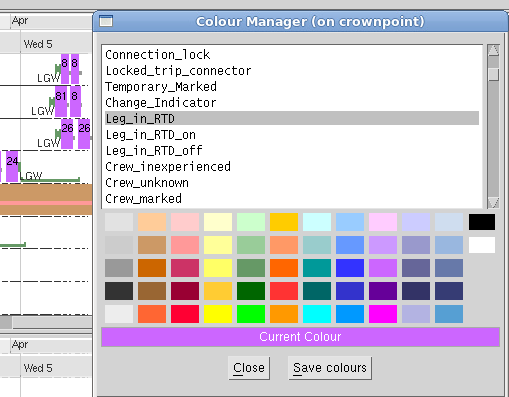 Apr
Wed 5
8 8
LGW
81 8
LGW
26 26
LGW
24
LGW
Apr
Wed 5
Colour Manager (on crownpoint)
Connection_lock
Locked_trip_connector
Temporary_Marked
Change_Indicator
Leg_in_RTD
Leg_in_RTD_on
Leg_in_RTD_off
Crew_inexperienced
Crew_unknown
Crew_marked
Current Colour
Close
Save colours